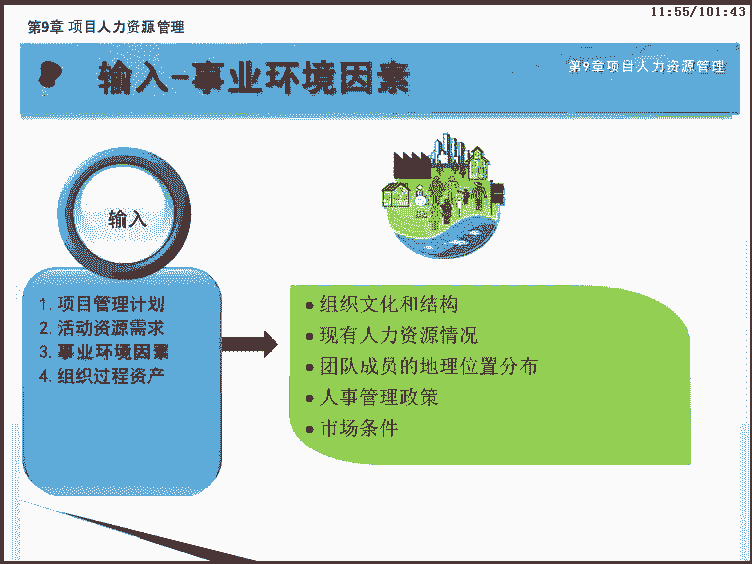 11:55/101:43
第9章 项目人力资源管理
输入-事业环境因素
第9章项目人力资源管理
输入
1. 项目管理计划
2. 活动资源需求
3. 事业环境因素
4. 组织过程资产
●组织文化和结构
●现有人力资源情况
●团队成员的地理位置分布
●人事管理政策
●市场条件